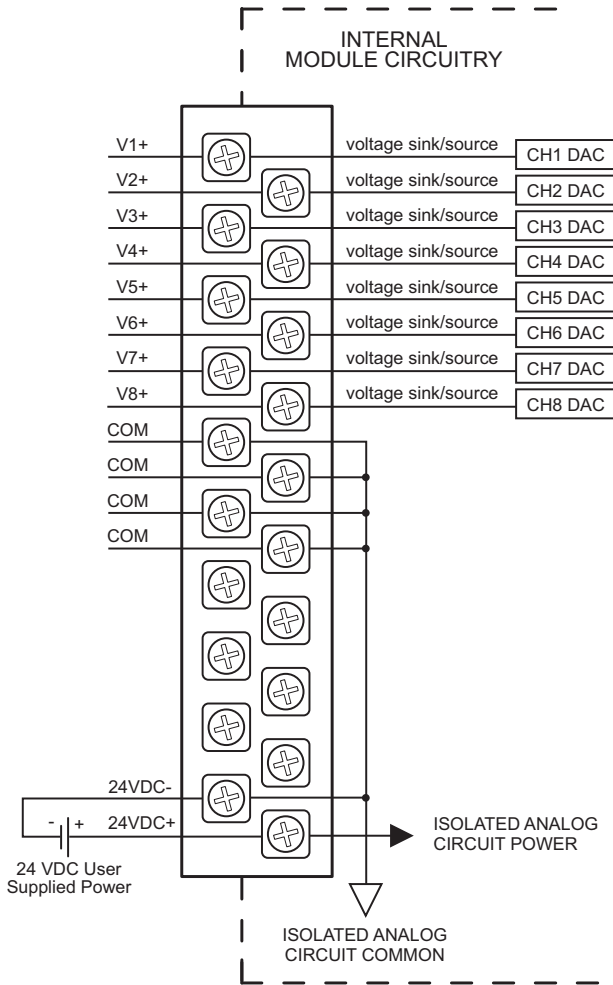 INTERNAL
MODULE CIRCUITRY
V1+ voltage sink/source CH1 DAC
V2+ voltage sink/source CH2 DAC
V3+ voltage sink/source CH3 DAC
V4+ voltage sink/source CH4 DAC
V5+ voltage sink/source CH5 DAC
V6+ voltage sink/source CH6 DAC
V7+ voltage sink/source CH7 DAC
V8+ voltage sink/source CH8 DAC
COM
COM
COM
COM
24VDC-
- + 24VDC+
24 VDC User
Supplied Power
ISOLATED ANALOG
CIRCUIT POWER
ISOLATED ANALOG
CIRCUIT COMMON